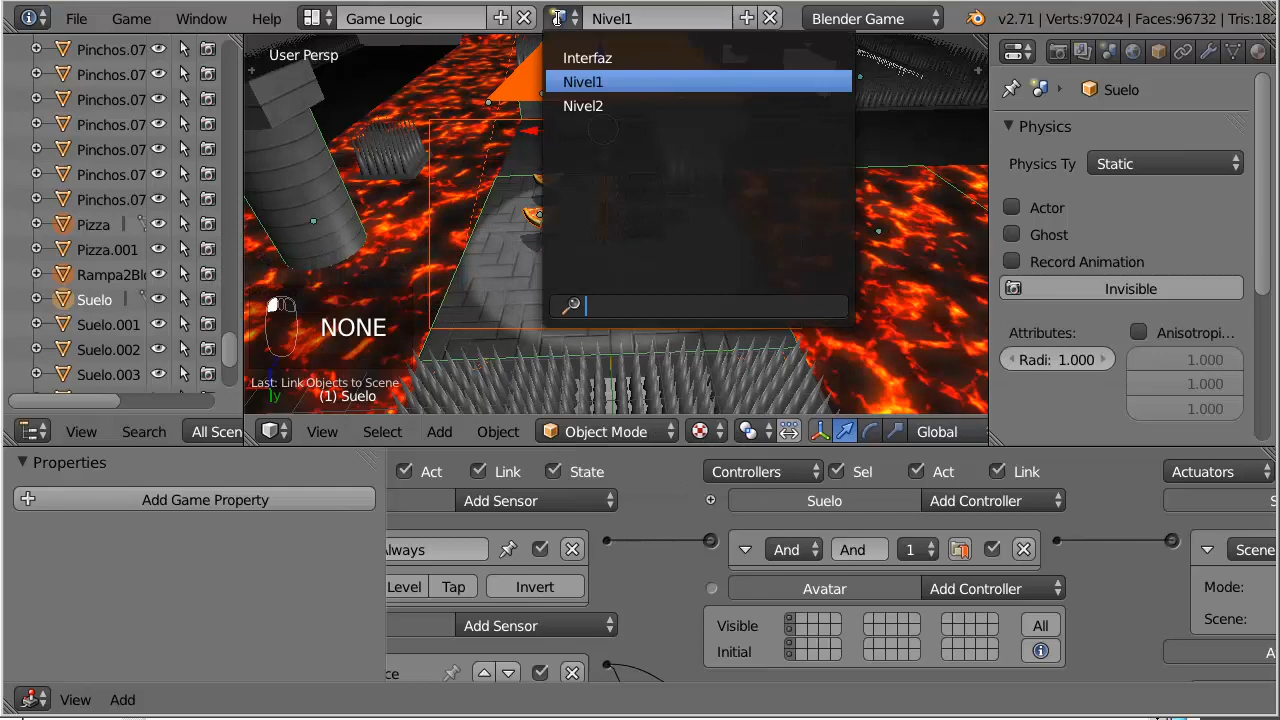 File Game Window Help Game Logic Nivel1 Blender Game v2.71 | Verts:97024 | Faces:96732 | Tris:182
Pinchos.07
Pinchos.07
Pinchos.07
Pinchos.07
Pinchos.07
Pinchos.07
Pinchos.07
Pizza
Pizza.001
Rampa2Bl
Suelo
Suelo.001
Suelo.002
Suelo.003
View Search All Scen
User Persp
NONE
Last: Link Objects to Scene
(1) Suelo
Interfaz
Nivel1
Nivel2
View Select Add Object Object Mode Global
Suelo
Physics
Physics Ty Static
Actor
Ghost
Record Animation
Invisible
Attributes: Anisotropi...
Radi: 1.000 1.000
1.000
1.000
Properties
Add Game Property
Act Link State Controllers Sel Act Link Actuators
Add Sensor Suelo Add Controller
Always And And 1 Scene
Level Tap Invert Avatar Add Controller Mode:
Add Sensor Visible All Scene:
Initial
View Add